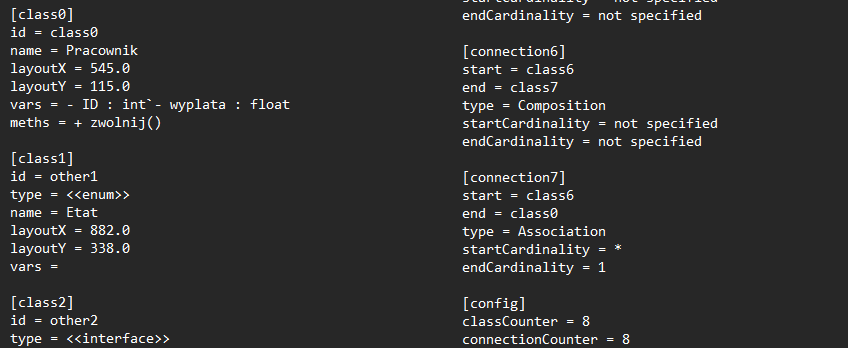 [class0]
id = class0
name = Pracownik
layoutX = 545.0
layoutY = 115.0
vars = - ID : int`- wyplata : float
meths = + zwolnij()
[class1]
id = other1
type = <<enum>>
name = Etat
layoutX = 882.0
layoutY = 338.0
vars =
[class2]
id = other2
type = <<interface>>
startCardinality = not specified
endCardinality = not specified
[connection6]
start = class6
end = class7
type = Composition
startCardinality = not specified
endCardinality = not specified
[connection7]
start = class6
end = class0
type = Association
startCardinality = *
endCardinality = 1
[config]
classCounter = 8
connectionCounter = 8